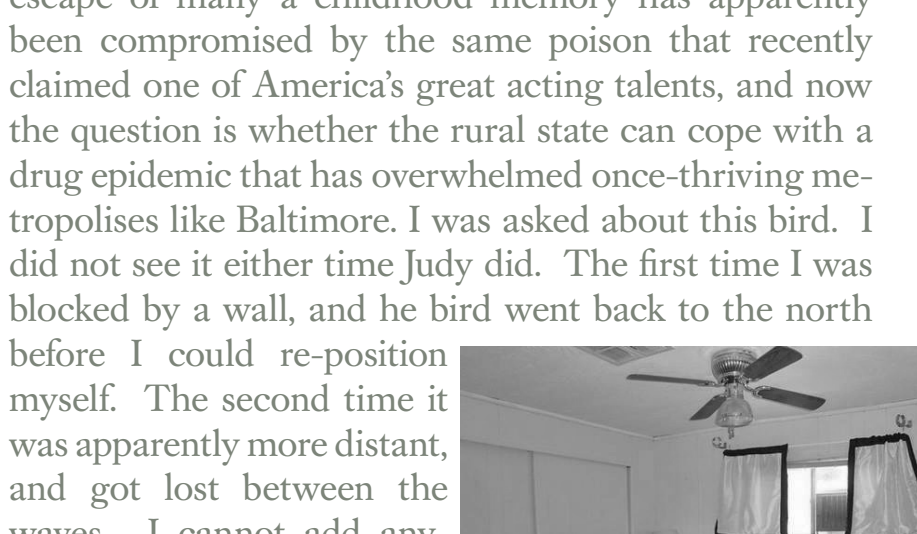 escape of many a childhood memory has apparently
been compromised by the same poison that recently
claimed one of America’s great acting talents, and now
the question is whether the rural state can cope with a
drug epidemic that has overwhelmed once-thriving me-
tropolises like Baltimore. I was asked about this bird.  I
did not see it either time Judy did.  The first time I was
blocked by a wall, and he bird went back to the north
before I could re-position
myself.  The second time it
was apparently more distant,
and got lost between the
waves.  I cannot add any-